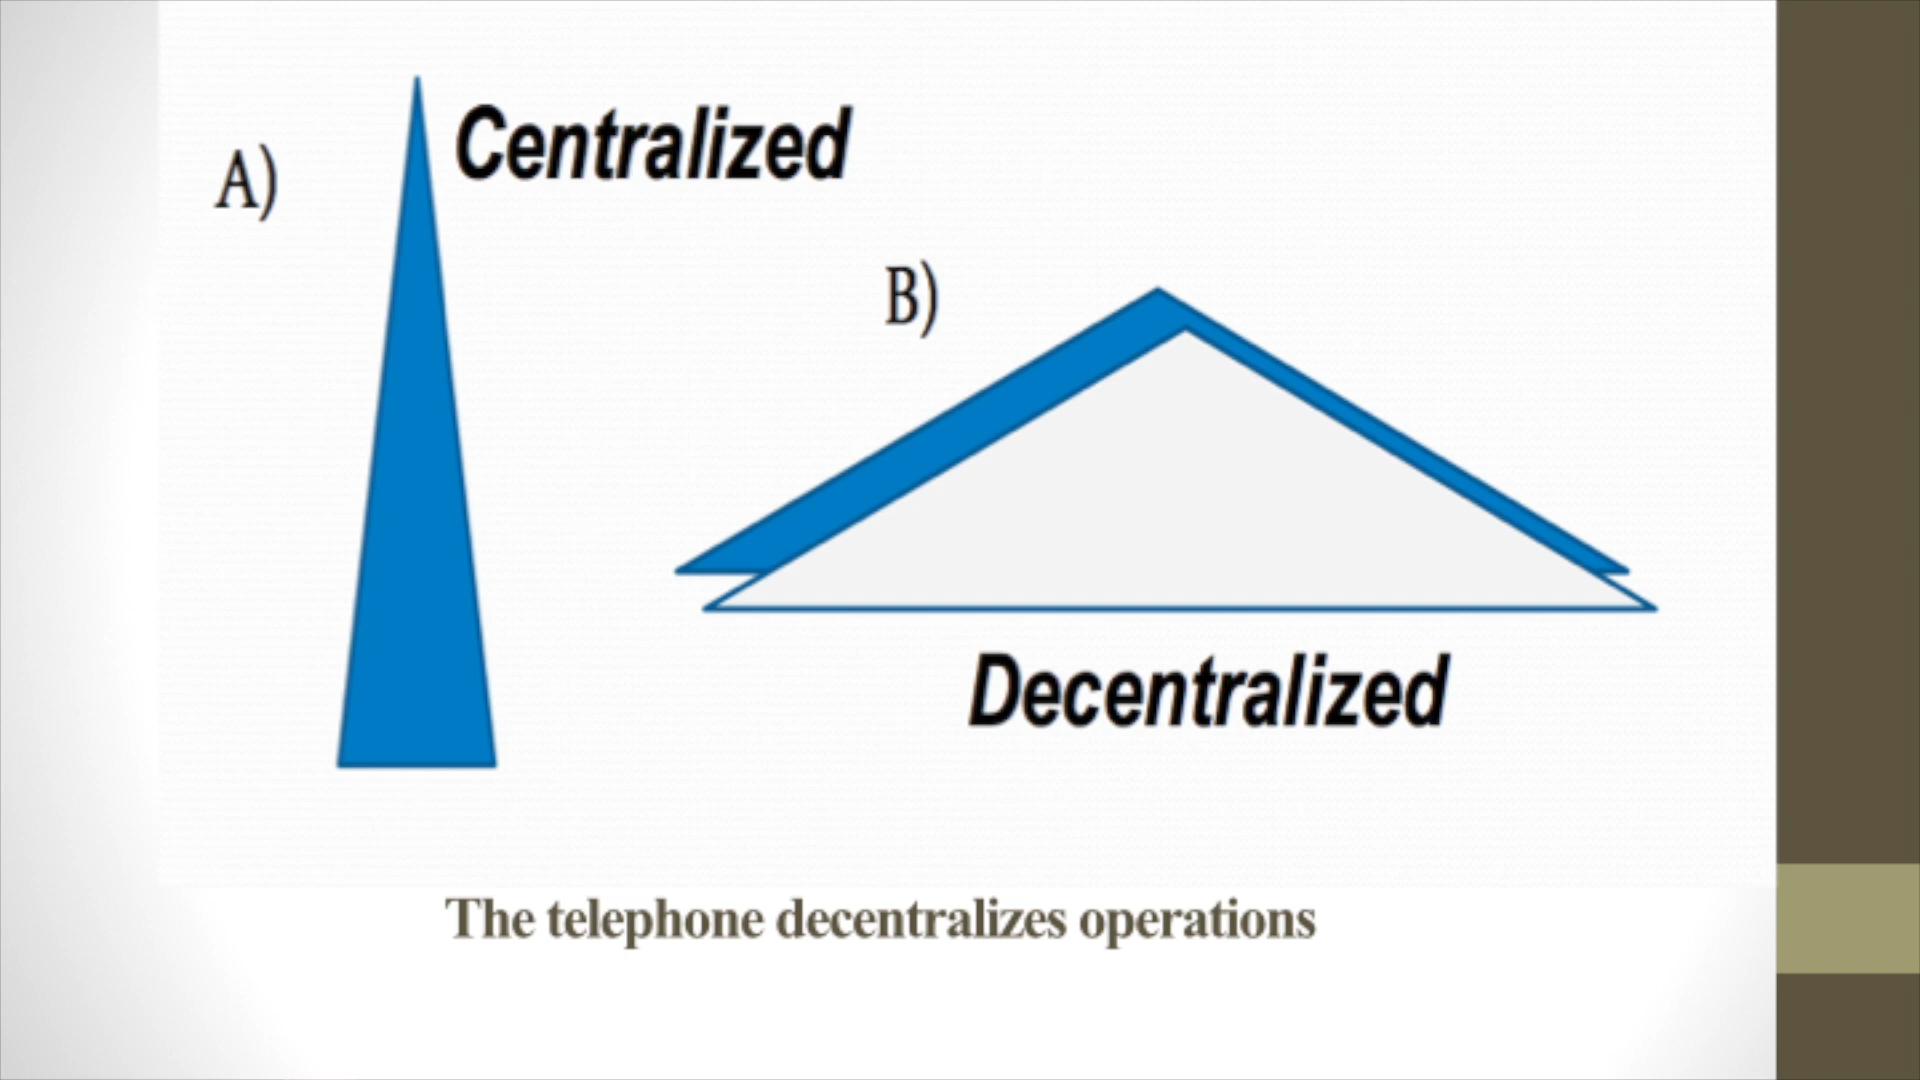 A)
Centralized
B)
Decentralized
The telephone decentralizes operations